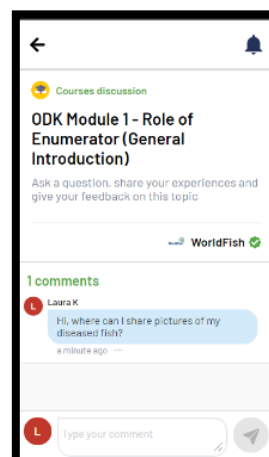 Courses discussion
ODK Module 1 - Role of
Enumerator (General
Introduction)
Ask a question, share your experiences and
give your feedback on this topic
WorldFish
1 comments
L
Laura K
Hi, where can I share pictures of my
diseased fish?
a minute ago ···
L
Type your comment